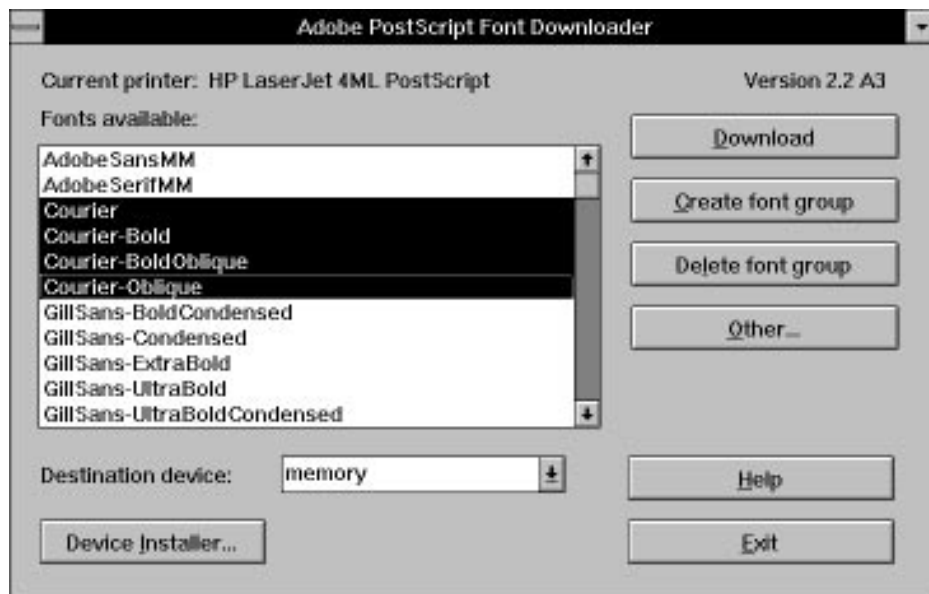 Adobe PostScript Font Downloader
Current printer: HP LaserJet 4ML PostScript
Version 2.2 A3
Fonts available:
AdobeSansMM
AdobeSerifMM
Courier
Courier-Bold
Courier-BoldOblique
Courier-Oblique
GillSans-BoldCondensed
GillSans-Condensed
GillSans-ExtraBold
GillSans-UltraBold
GillSans-UltraBoldCondensed
Download
Create font group
Delete font group
Other...
Destination device:
memory
Help
Device Installer...
Exit